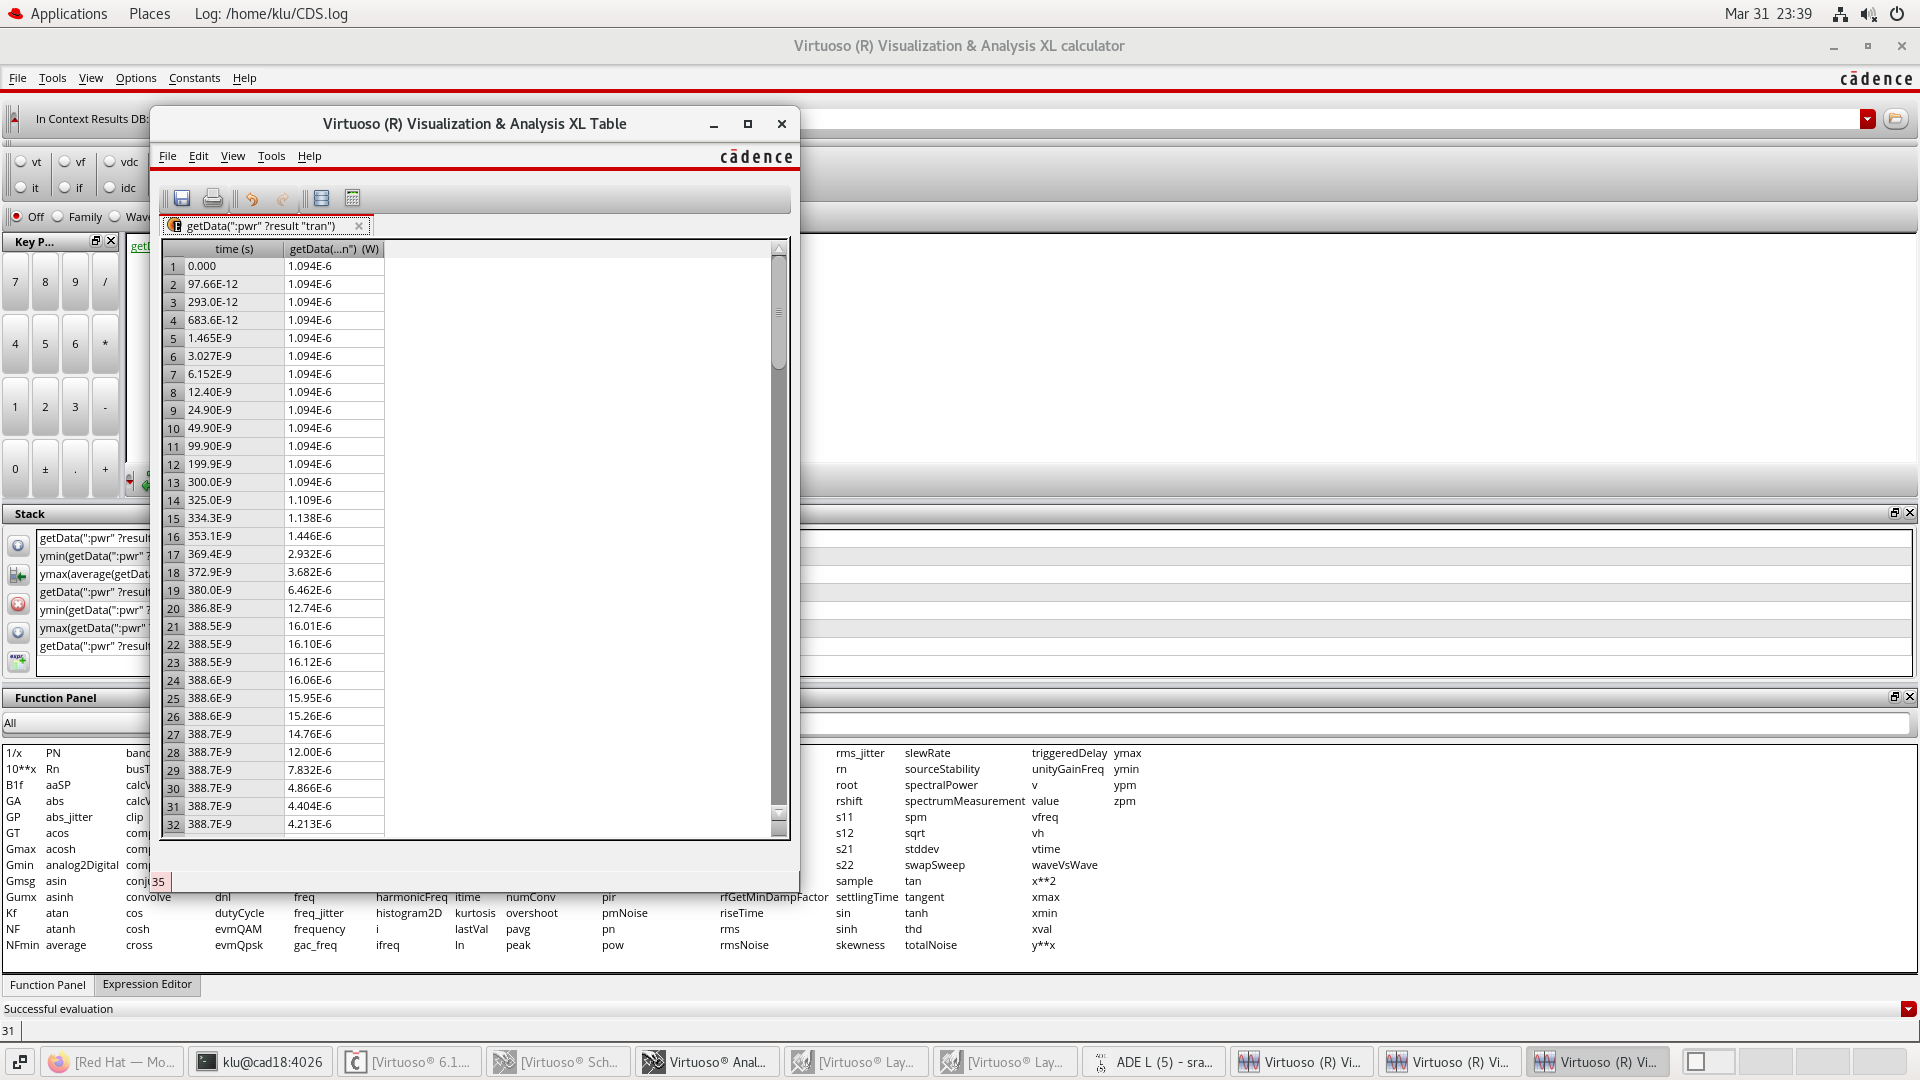 Applications Places Log: /home/klu/CDS.log Mar 31 23:39
Virtuoso (R) Visualization & Analysis XL calculator
File Tools View Options Constants Help cādence
In Context Results DB:
Virtuoso (R) Visualization & Analysis XL Table
File Edit View Tools Help cādence
vt vf vdc
it if idc
Off Family Wave
getData(":pwr" ?result "tran")
Key P...
7 8 9 /
4 5 6 *
1 2 3 -
0 ± . +
time (s) getData(...n") (W)
1 0.000 1.094E-6
2 97.66E-12 1.094E-6
3 293.0E-12 1.094E-6
4 683.6E-12 1.094E-6
5 1.465E-9 1.094E-6
6 3.027E-9 1.094E-6
7 6.152E-9 1.094E-6
8 12.40E-9 1.094E-6
9 24.90E-9 1.094E-6
10 49.90E-9 1.094E-6
11 99.90E-9 1.094E-6
12 199.9E-9 1.094E-6
13 300.0E-9 1.094E-6
14 325.0E-9 1.109E-6
15 334.3E-9 1.138E-6
16 353.1E-9 1.446E-6
17 369.4E-9 2.932E-6
18 372.9E-9 3.682E-6
19 380.0E-9 6.462E-6
20 386.8E-9 12.74E-6
21 388.5E-9 16.01E-6
22 388.5E-9 16.10E-6
23 388.5E-9 16.12E-6
24 388.6E-9 16.06E-6
25 388.6E-9 15.95E-6
26 388.6E-9 15.26E-6
27 388.7E-9 14.76E-6
28 388.7E-9 12.00E-6
29 388.7E-9 7.832E-6
30 388.7E-9 4.866E-6
31 388.7E-9 4.404E-6
32 388.7E-9 4.213E-6
35
Stack
getData(":pwr" ?result
ymin(getData(":pwr" ?
ymax(average(getData
getData(":pwr" ?result
ymin(getData(":pwr" ?
ymax(getData(":pwr"
getData(":pwr" ?result
Function Panel
All
1/x PN rms_jitter slewRate triggeredDelay ymax
10**x Rn rn sourceStability unityGainFreq ymin
B1f aaSP root spectralPower v ypm
GA abs rshift spectrumMeasurement value zpm
GP abs_jitter clip s11 spm vfreq
GT acos s12 sqrt vh
Gmax acosh s21 stddev vtime
Gmin analog2Digital s22 swapSweep waveVsWave
Gmsg asin sample tan x**2
Gumx asinh convolve dnl freq harmonicFreq itime numConv pir rfGetMinDampFactor settlingTime tangent xmax
Kf atan cos dutyCycle freq_jitter histogram2D kurtosis overshoot pmNoise riseTime sin tanh xmin
NF atanh cosh evmQAM frequency i lastVal pavg pn rms sinh thd xval
NFmin average cross evmQpsk gac_freq ifreq ln peak pow rmsNoise skewness totalNoise y**x
Function Panel Expression Editor
Successful evaluation
31
[Red Hat — Mo... klu@cad18:4026 [Virtuoso® 6.1.... [Virtuoso® Sch... Virtuoso® Anal... [Virtuoso® Lay... [Virtuoso® Lay... ADE L (5) - sra... Virtuoso (R) Vi... Virtuoso (R) Vi... Virtuoso (R) Vi...